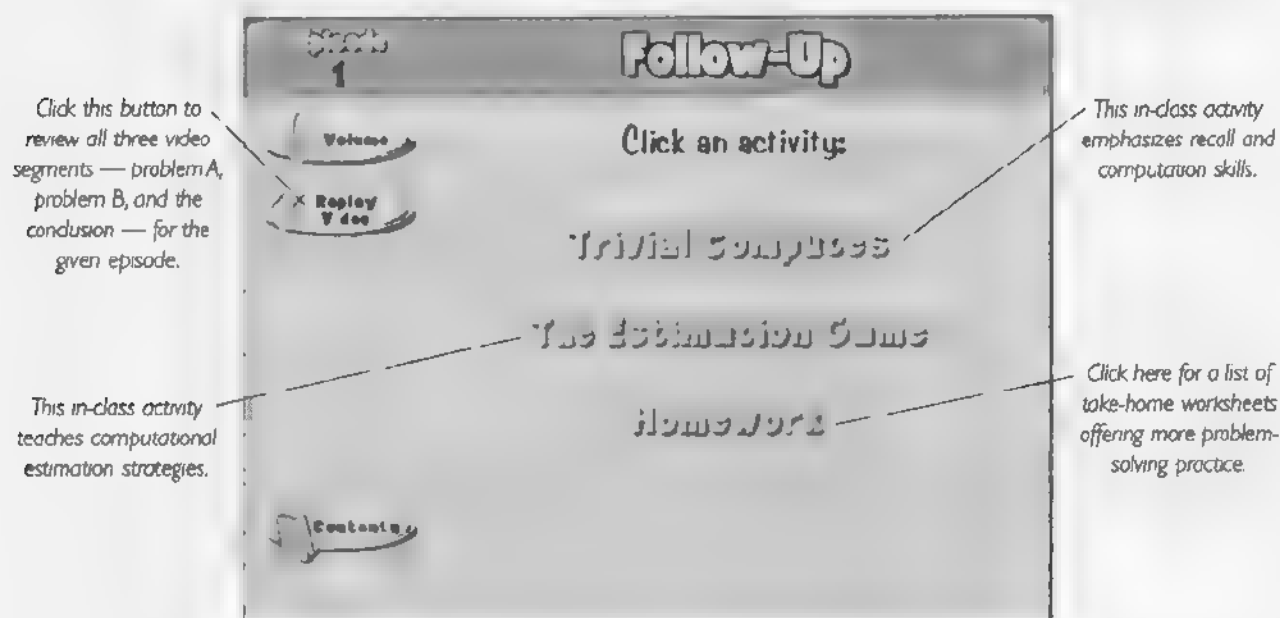 1
Follow-Up
Click this button to
review all three video
segments — problem A,
problem B, and the
conclusion — for the
given episode.
Volume
Replay
Video
Click an activity:
This in-class activity
emphasizes recall and
computation skills.
Trivial Computes
The Estimation Game
Homework
This in-class activity
teaches computational
estimation strategies.
Click here for a list of
take-home worksheets
offering more problem-
solving practice.
Contents